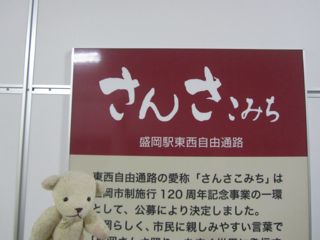 さんさこみち
盛岡駅東西自由通路
東西自由通路の愛称「さんさこみち」は
盛岡市制施行120周年記念事業の一環
として、公募により決定しました。
岡らしく、市民に親しみやすい言葉で